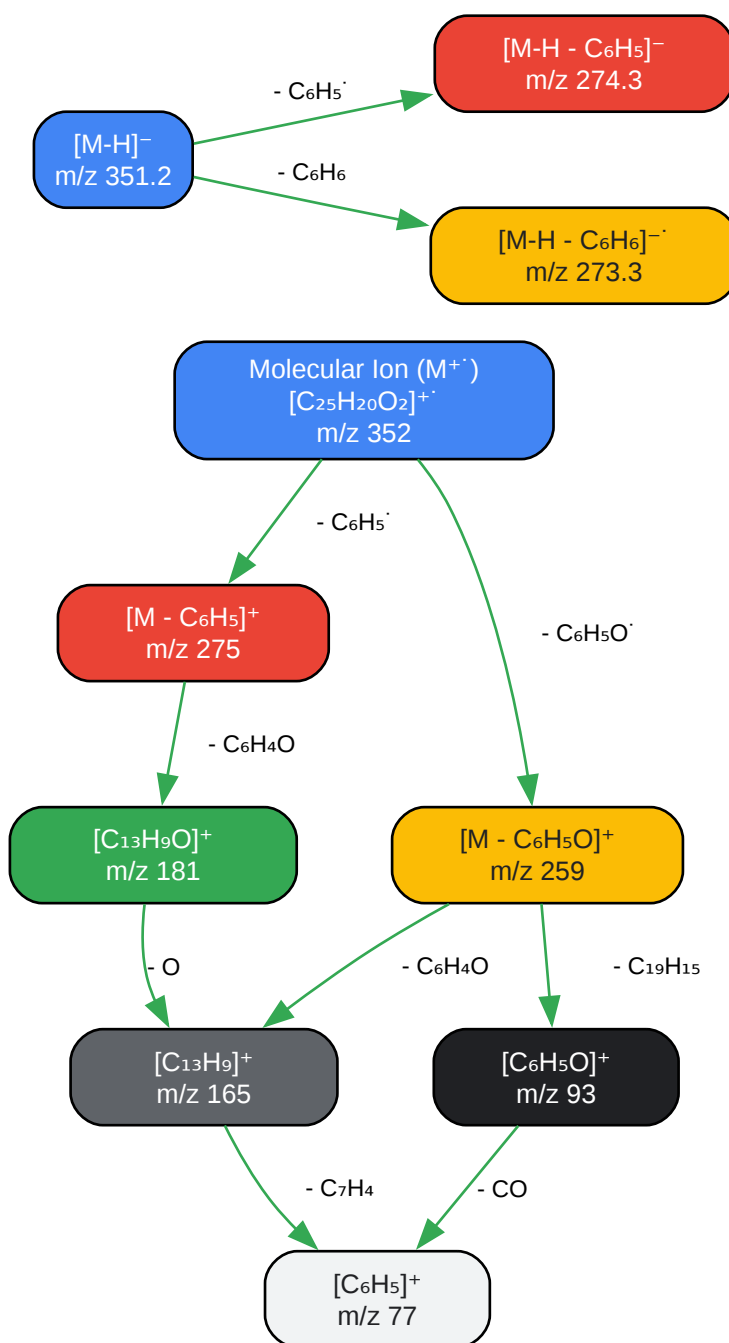 [M-H - C₆H₅]⁻
m/z 274.3
- C₆H₅˙
[M-H]⁻
m/z 351.2
- C₆H₆
[M-H - C₆H₆]⁻˙
m/z 273.3
Molecular Ion (M⁺˙)
[C₂₅H₂₀O₂]⁺˙
m/z 352
- C₆H₅˙
[M - C₆H₅]⁺
m/z 275
- C₆H₅O˙
- C₆H₄O
[C₁₃H₉O]⁺
m/z 181
[M - C₆H₅O]⁺
m/z 259
- O
- C₆H₄O
- C₁₉H₁₅
[C₁₃H₉]⁺
m/z 165
[C₆H₅O]⁺
m/z 93
- C₇H₄
- CO
[C₆H₅]⁺
m/z 77